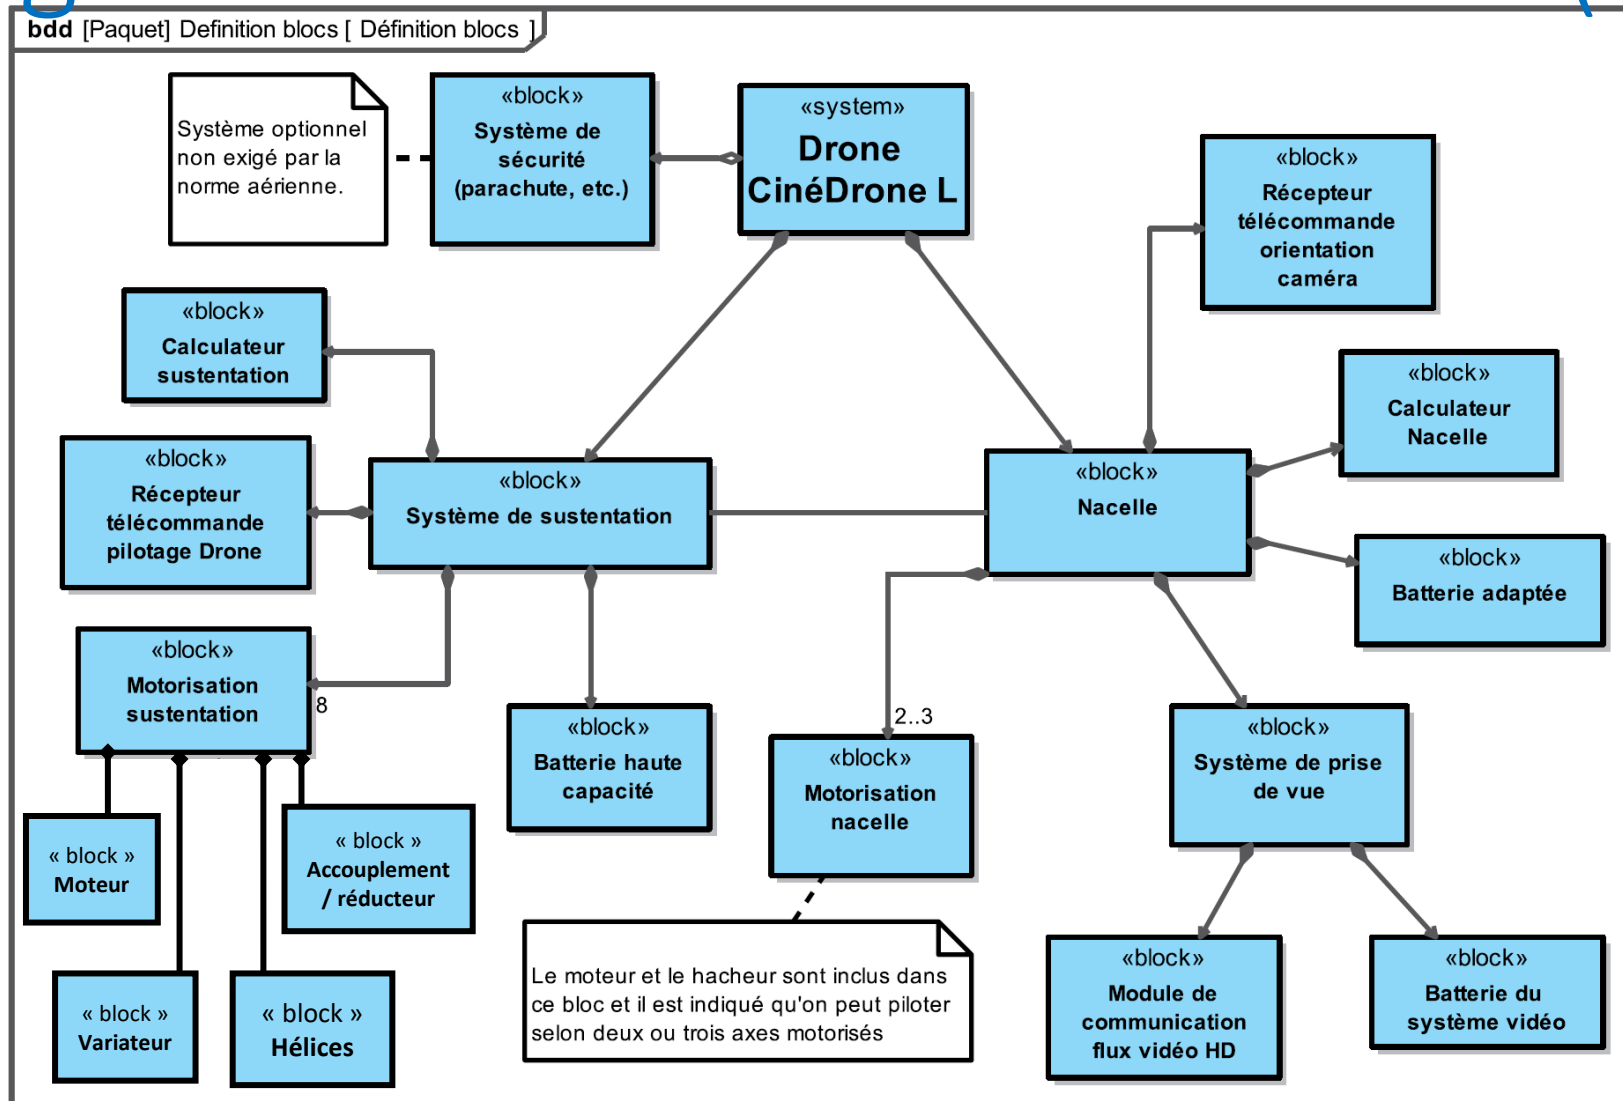 bdd [Paquet] Definition blocs [ Définition blocs ]
Système optionnel
non exigé par la
norme aérienne.
«block»
Système de
sécurité
(parachute, etc.)
«system»
Drone
CinéDrone L
«block»
Récepteur
télécommande
orientation
caméra
«block»
Calculateur
sustentation
«block»
Calculateur
Nacelle
«block»
Récepteur
télécommande
pilotage Drone
«block»
Système de sustentation
«block»
Nacelle
«block»
Batterie adaptée
«block»
Motorisation
sustentation
8
«block»
Batterie haute
capacité
2..3
«block»
Motorisation
nacelle
«block»
Système de prise
de vue
« block »
Moteur
« block »
Accouplement
/ réducteur
« block »
Variateur
« block »
Hélices
Le moteur et le hacheur sont inclus dans
ce bloc et il est indiqué qu'on peut piloter
selon deux ou trois axes motorisés
«block»
Module de
communication
flux vidéo HD
«block»
Batterie du
système vidéo